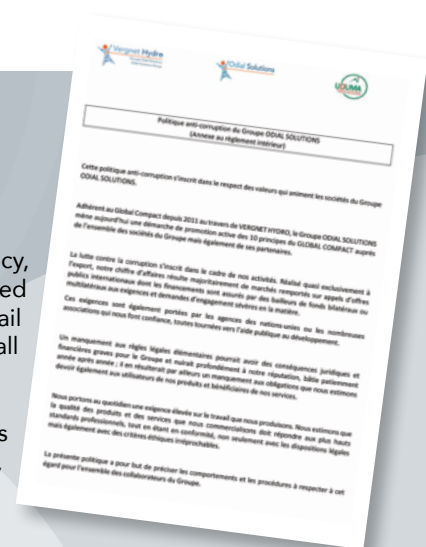 Vergnet Hydro
Odial Solutions
UDUMA
Politique anti-corruption du Groupe ODIAL SOLUTIONS
(Annexe au règlement intérieur)
Cette politique anti-corruption s'inscrit dans le respect des valeurs qui animent les sociétés du Groupe
ODIAL SOLUTIONS.
Adhérent au Global Compact depuis 2011 au travers de VERGNET HYDRO, le Groupe ODIAL SOLUTIONS
mène aujourd'hui une démarche de promotion active des 10 principes du GLOBAL COMPACT auprès
de l'ensemble des sociétés du Groupe mais également de ses partenaires.
La lutte contre la corruption s'inscrit dans le cadre de nos activités. Réalisé quasi exclusivement à
l'export, notre chiffre d'affaires résulte majoritairement de marchés remportés sur appels d'offres
publics internationaux dont les financements sont assurés par des bailleurs de fonds bilatéraux ou
multilatéraux aux exigences et demandes d'engagement sévères en la matière.
Ces exigences sont également portées par les agences des nations-unies ou les nombreuses
associations qui nous font confiance, toutes tournées vers l'aide publique au développement.
Un manquement aux règles légales élémentaires pourrait avoir des conséquences juridiques et
financières graves pour le Groupe et nuirait profondément à notre réputation, bâtie patiemment
année après année ; il en résulterait par ailleurs un manquement aux obligations que nous estimons
devoir également aux utilisateurs de nos produits et bénéficiaires de nos services.
Nous portons au quotidien une exigence élevée sur le travail que nous produisons. Nous estimons que
la qualité des produits et des services que nous commercialisons doit répondre aux plus hauts
standards professionnels, tout en étant en conformité, non seulement avec les dispositions légales
mais également avec des critères éthiques irréprochables.
La présente politique a pour but de préciser les comportements et les procédures à respecter à cet
égard pour l'ensemble des collaborateurs du Groupe.
cy,
ed
ail
all
s